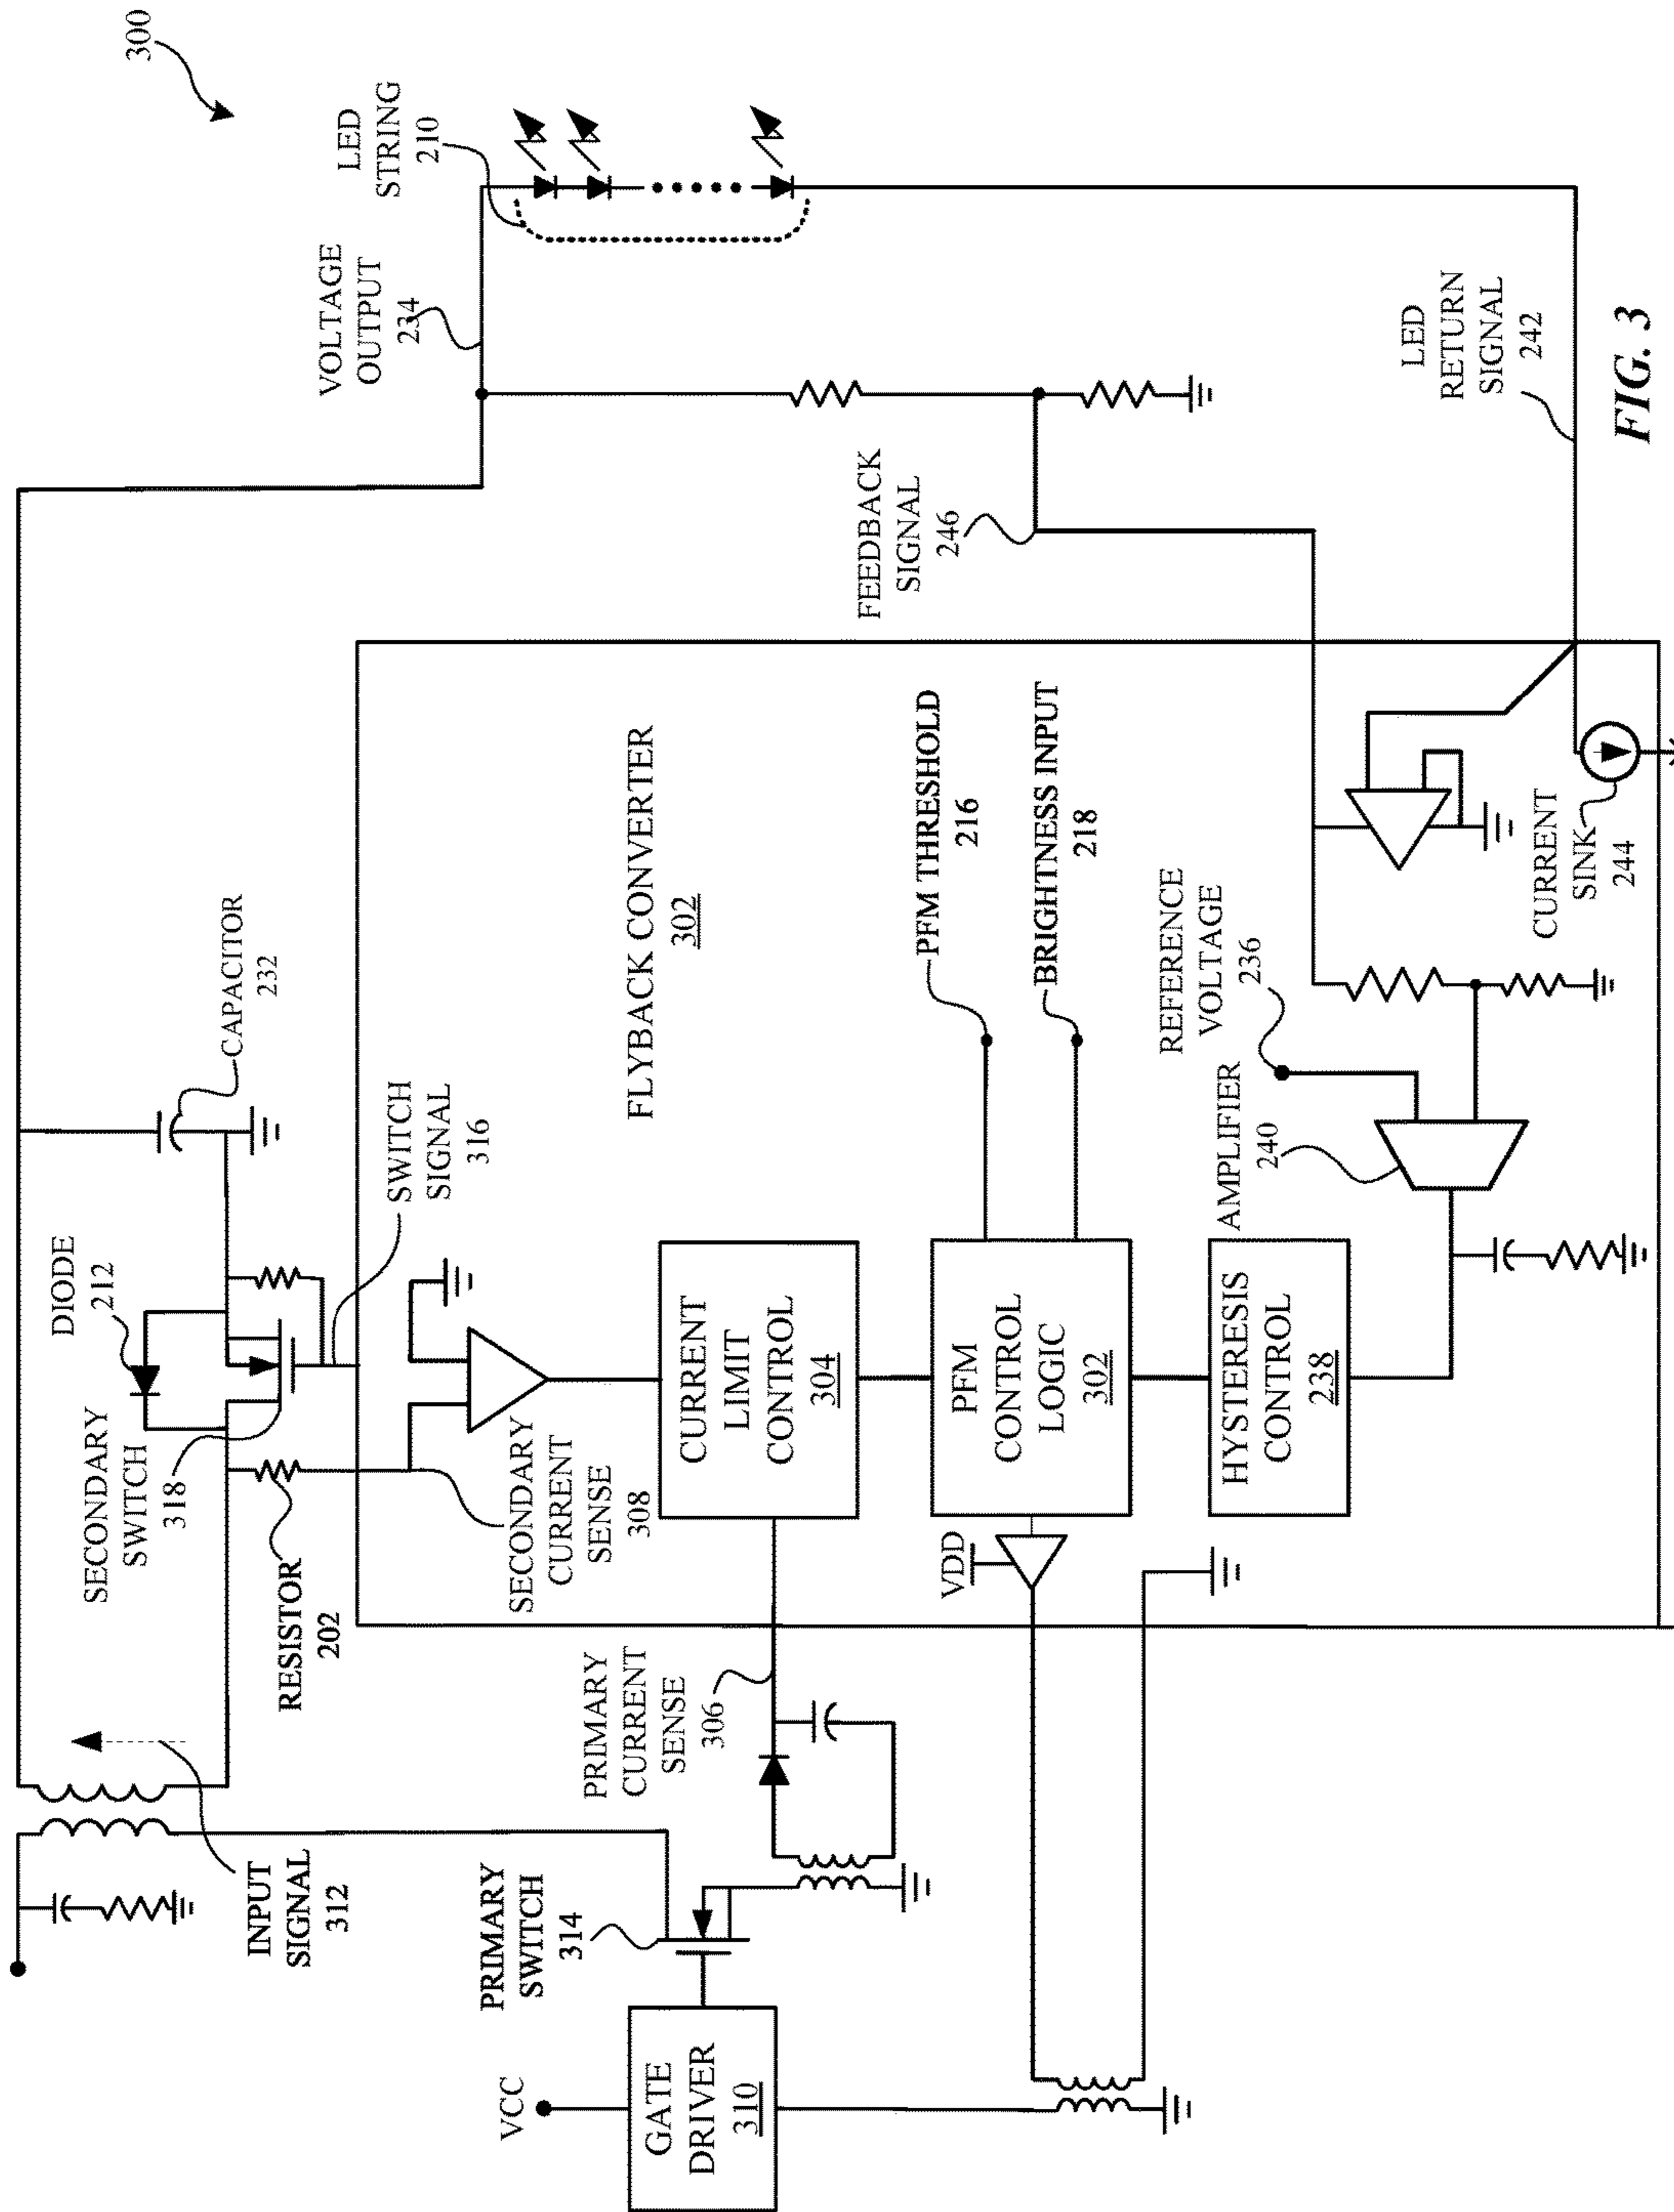 300
INPUT
SIGNAL
312
SECONDARY
SWITCH
318
DIODE
212
RESISTOR
202
CAPACITOR
232
SWITCH
SIGNAL
316
VOLTAGE
OUTPUT
234
LED
STRING
210
VCC
GATE
DRIVER
310
PRIMARY
SWITCH
314
PRIMARY
CURRENT
SENSE
306
SECONDARY
CURRENT
SENSE
308
FLYBACK CONVERTER
302
CURRENT
LIMIT
CONTROL
304
VDD
PFM
CONTROL
LOGIC
302
PFM THRESHOLD
216
BRIGHTNESS INPUT
218
FEEDBACK
SIGNAL
246
HYSTERESIS
CONTROL
238
AMPLIFIER
240
REFERENCE
VOLTAGE
236
CURRENT
SINK
244
LED
RETURN
SIGNAL
242
FIG. 3